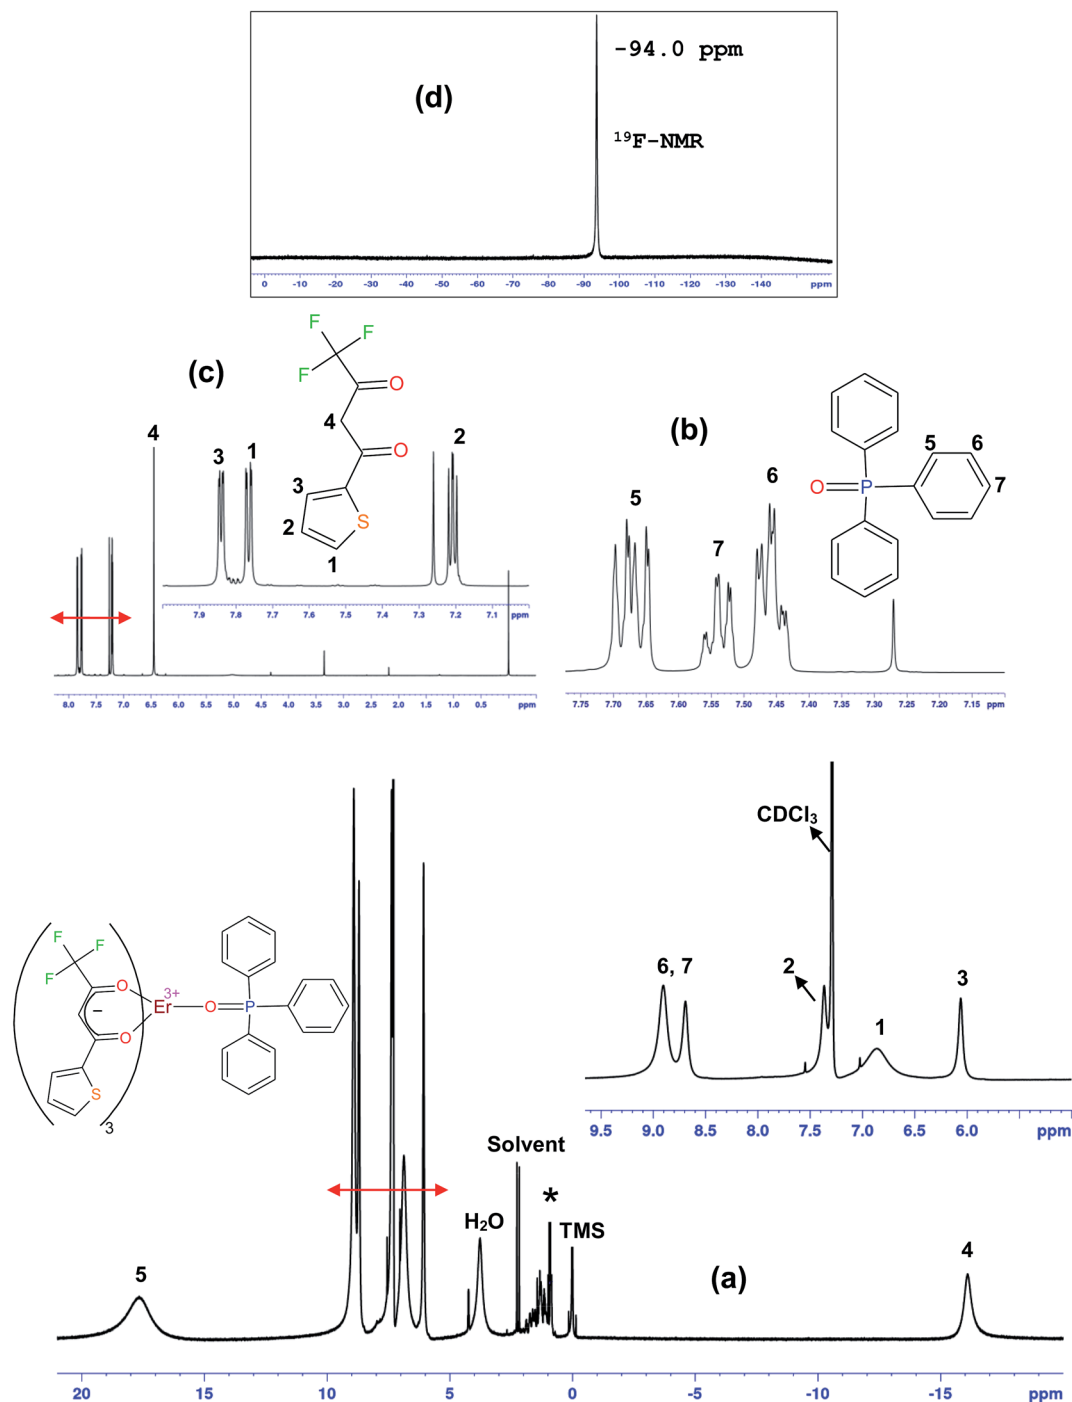 -94.0 ppm
(d)
19F-NMR
0 -10 -20 -30 -40 -50 -60 -70 -80 -90 -100 -110 -120 -130 -140 ppm
F
F
F
(c)
O
4
4
3
1
O
2
3
2
S
1
7.9 7.8 7.7 7.6 7.5 7.4 7.3 7.2 ppm
8.0 7.5 7.0 6.5 6.0 5.5 5.0 4.5 4.0 3.5 3.0 2.5 2.0 1.5 1.0 0.5 ppm
(b)
5
6
6
O
P
7
5
7
7.75 7.70 7.65 7.60 7.55 7.50 7.45 7.40 7.35 7.30 7.25 7.20 7.15 ppm
CDCl3
6, 7
2
1
3
9.5 9.0 8.5 8.0 7.5 7.0 6.5 6.0 ppm
F
F
F
O
3+
Er
O
P
−
O
S
3
Solvent
*
H2O
TMS
5
(a)
4
20 15 10 5 0 -5 -10 -15 ppm